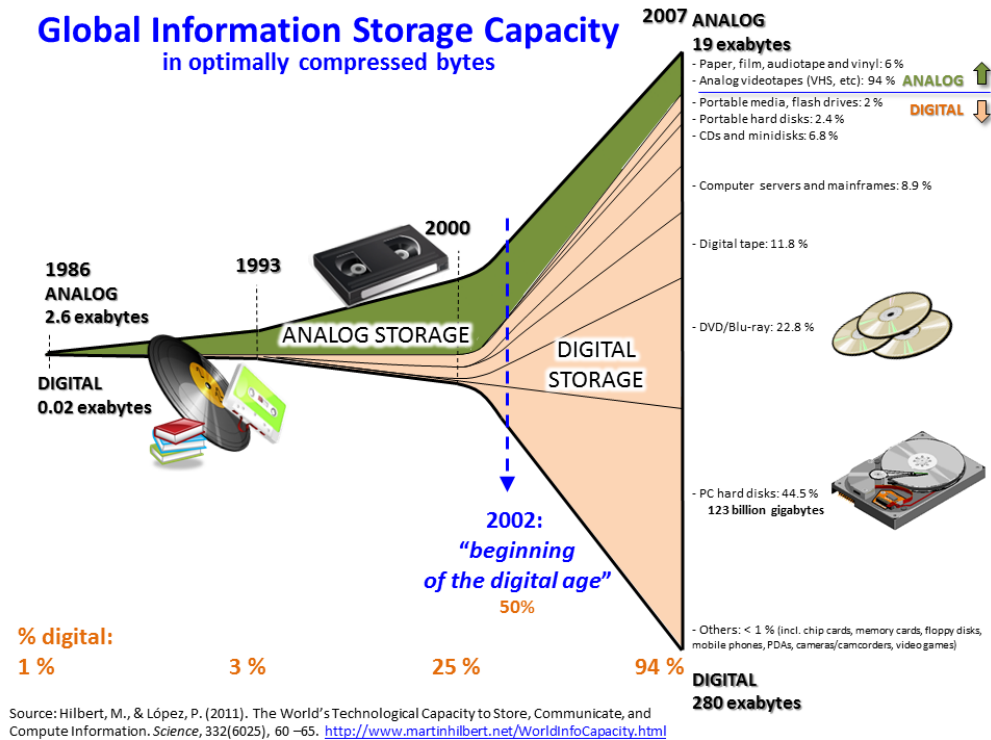 Global Information Storage Capacity
in optimally compressed bytes
2007 ANALOG
19 exabytes
- Paper, film, audiotape and vinyl: 6 %
- Analog videotapes (VHS, etc): 94 % ANALOG
- Portable media, flash drives: 2 %
DIGITAL
- Portable hard disks: 2.4 %
- CDs and minidisks: 6.8 %
- Computer servers and mainframes: 8.9 %
- Digital tape: 11.8 %
- DVD/Blu-ray: 22.8 %
- PC hard disks: 44.5 %
123 billion gigabytes
- Others: < 1 % (incl. chip cards, memory cards, floppy disks,
mobile phones, PDAs, cameras/camcorders, video games)
DIGITAL
280 exabytes
1986
ANALOG
2.6 exabytes
DIGITAL
0.02 exabytes
1993
2000
ANALOG STORAGE
DIGITAL
STORAGE
2002:
“beginning
of the digital age”
50%
% digital:
1 % 3 % 25 % 94 %
Source: Hilbert, M., & López, P. (2011). The World’s Technological Capacity to Store, Communicate, and
Compute Information. Science, 332(6025), 60 –65. http://www.martinhilbert.net/WorldInfoCapacity.html